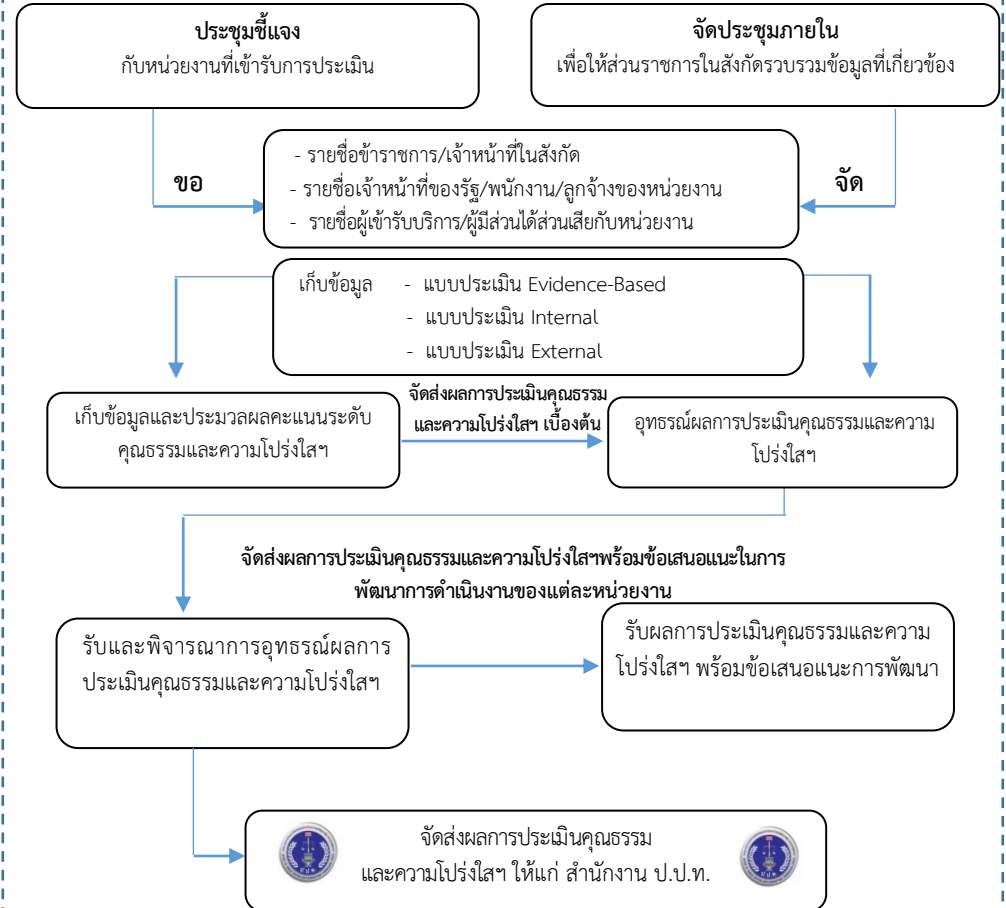 ประชุมชี้แจง
กับหน่วยงานที่เข้ารับการประเมิน
จัดประชุมภายใน
เพื่อให้ส่วนราชการในสังกัดรวบรวมข้อมูลที่เกี่ยวข้อง
ขอ
- รายชื่อข้าราชการ/เจ้าหน้าที่ในสังกัด
- รายชื่อเจ้าหน้าที่ของรัฐ/พนักงาน/ลูกจ้างของหน่วยงาน
- รายชื่อผู้เข้ารับบริการ/ผู้มีส่วนได้ส่วนเสียกับหน่วยงาน
จัด
เก็บข้อมูล - แบบประเมิน Evidence-Based
- แบบประเมิน Internal
- แบบประเมิน External
เก็บข้อมูลและประมวลผลคะแนนระดับ
คุณธรรมและความโปร่งใสฯ
จัดส่งผลการประเมินคุณธรรม
และความโปร่งใสฯ เบื้องต้น
อุทธรณ์ผลการประเมินคุณธรรมและความ
โปร่งใสฯ
จัดส่งผลการประเมินคุณธรรมและความโปร่งใสฯพร้อมข้อเสนอแนะในการ
พัฒนาการดำเนินงานของแต่ละหน่วยงาน
รับและพิจารณาการอุทธรณ์ผลการ
ประเมินคุณธรรมและความโปร่งใสฯ
รับผลการประเมินคุณธรรมและความ
โปร่งใสฯ พร้อมข้อเสนอแนะการพัฒนา
จัดส่งผลการประเมินคุณธรรม
และความโปร่งใสฯ ให้แก่ สำนักงาน ป.ป.ท.